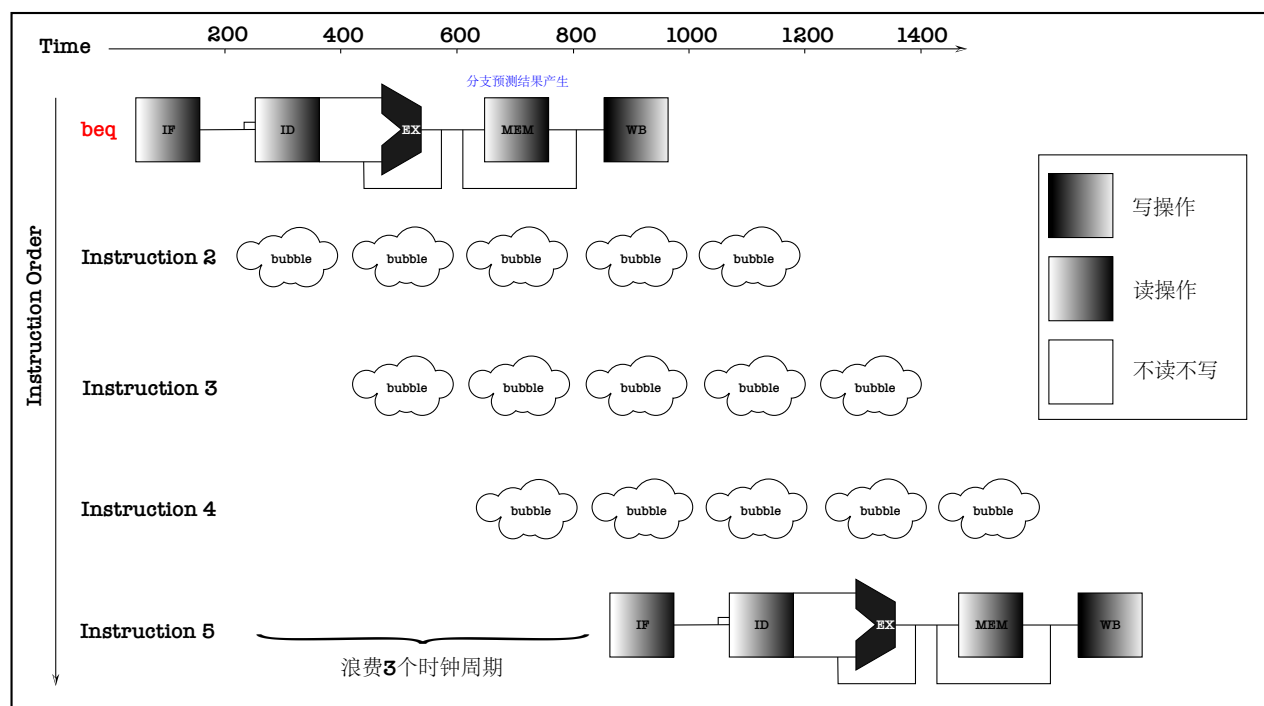 Time 200 400 600 800 1000 1200 1400
分支预测结果产生
beq IF ID EX MEM WB
写操作
Instruction 2 bubble bubble bubble bubble bubble
读操作
不读不写
Instruction 3 bubble bubble bubble bubble bubble
Instruction 4 bubble bubble bubble bubble bubble
Instruction 5 IF ID EX MEM WB
浪费3个时钟周期
Instruction Order